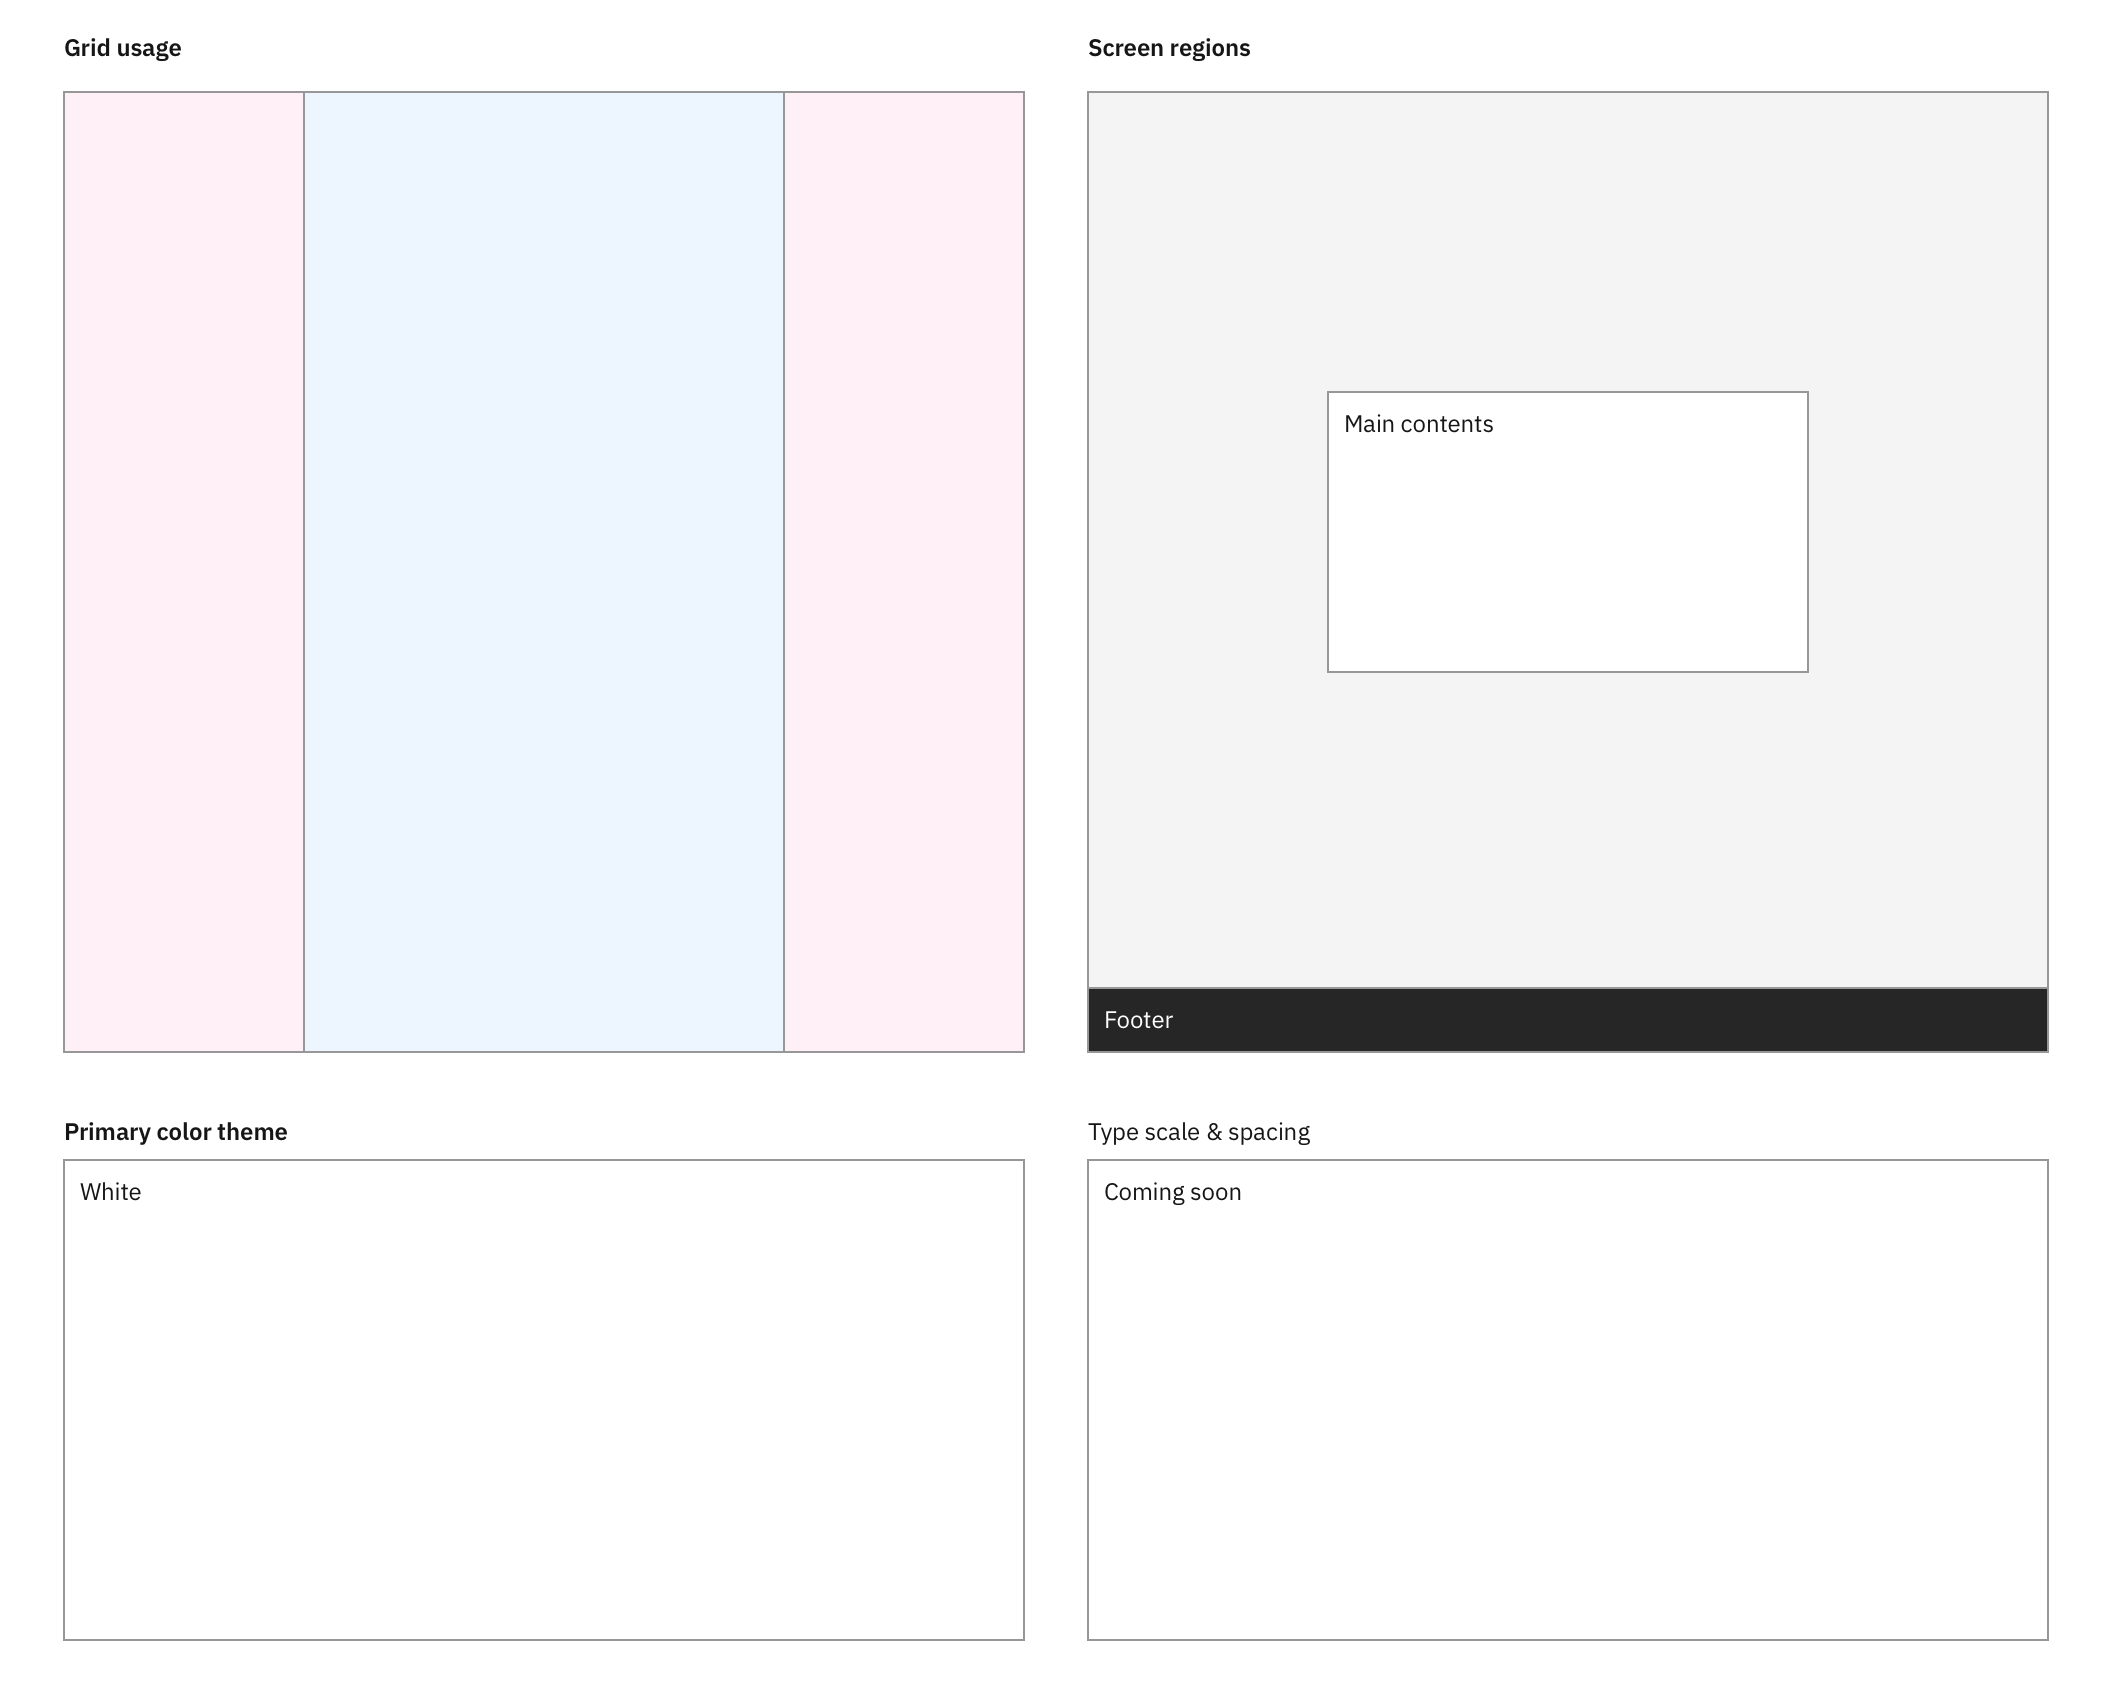 Grid usage
Screen regions
Main contents
Footer
Primary color theme
Type scale & spacing
White
Coming soon